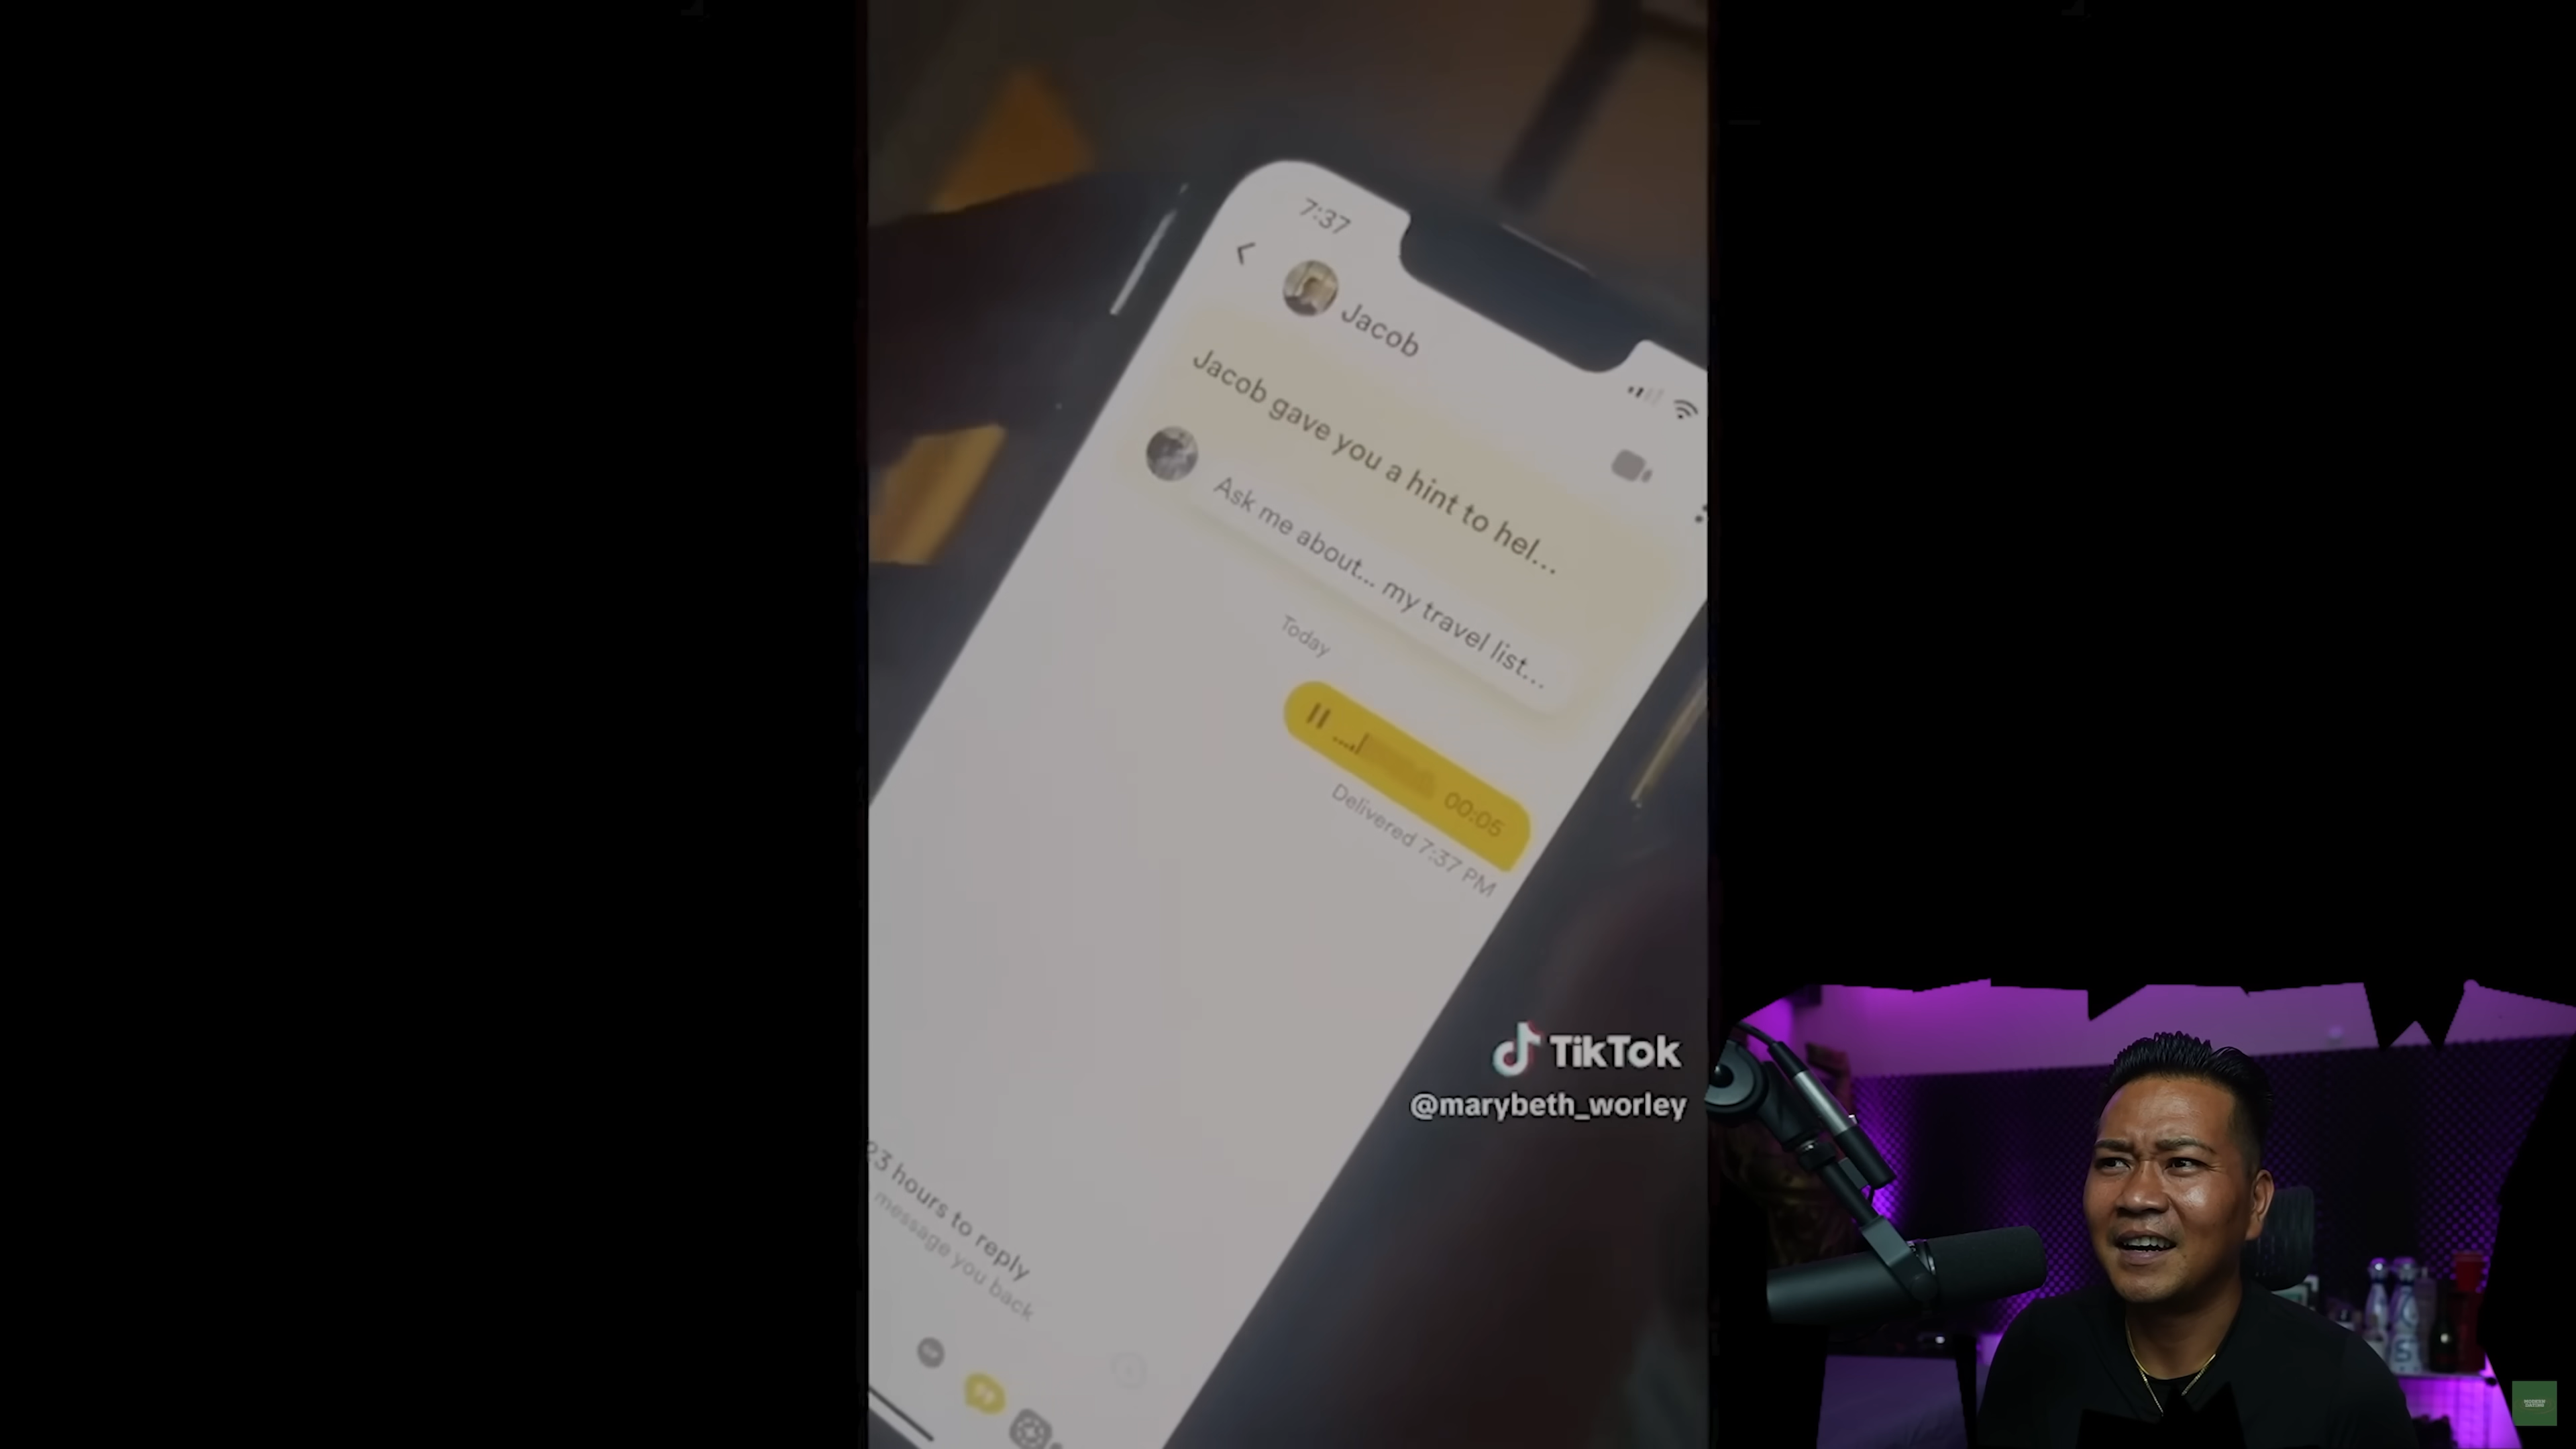 7:37
Jacob
Jacob gave you a hint to hel...
Ask me about... my travel list...
Today
00:05
Delivered 7:37 PM
23 hours to reply
message you back
TikTok
@marybeth_worley